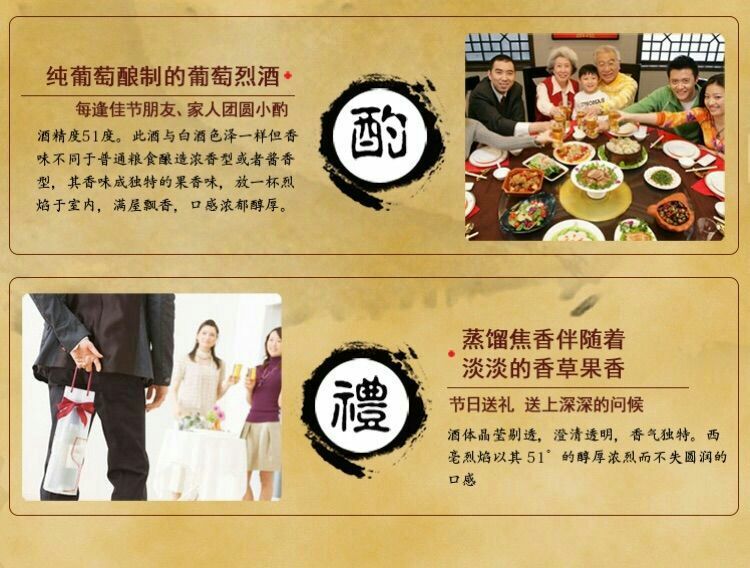 纯葡萄酿制的葡萄烈酒
每逢佳节朋友、家人团圆小酌
酒精度51度。此酒与白酒色泽一样但香
味不同于普通粮食酿造浓香型或者酱香
型，其香味成独特的果香味，放一杯烈
焰于室内，满屋飘香，口感浓郁醇厚。
酌
禮
蒸馏焦香伴随着
淡淡的香草果香
节日送礼 送上深深的问候
酒体晶莹剔透，澄清透明，香气独特。西
亳烈焰以其 51°的醇厚浓烈而不失圆润的
口感